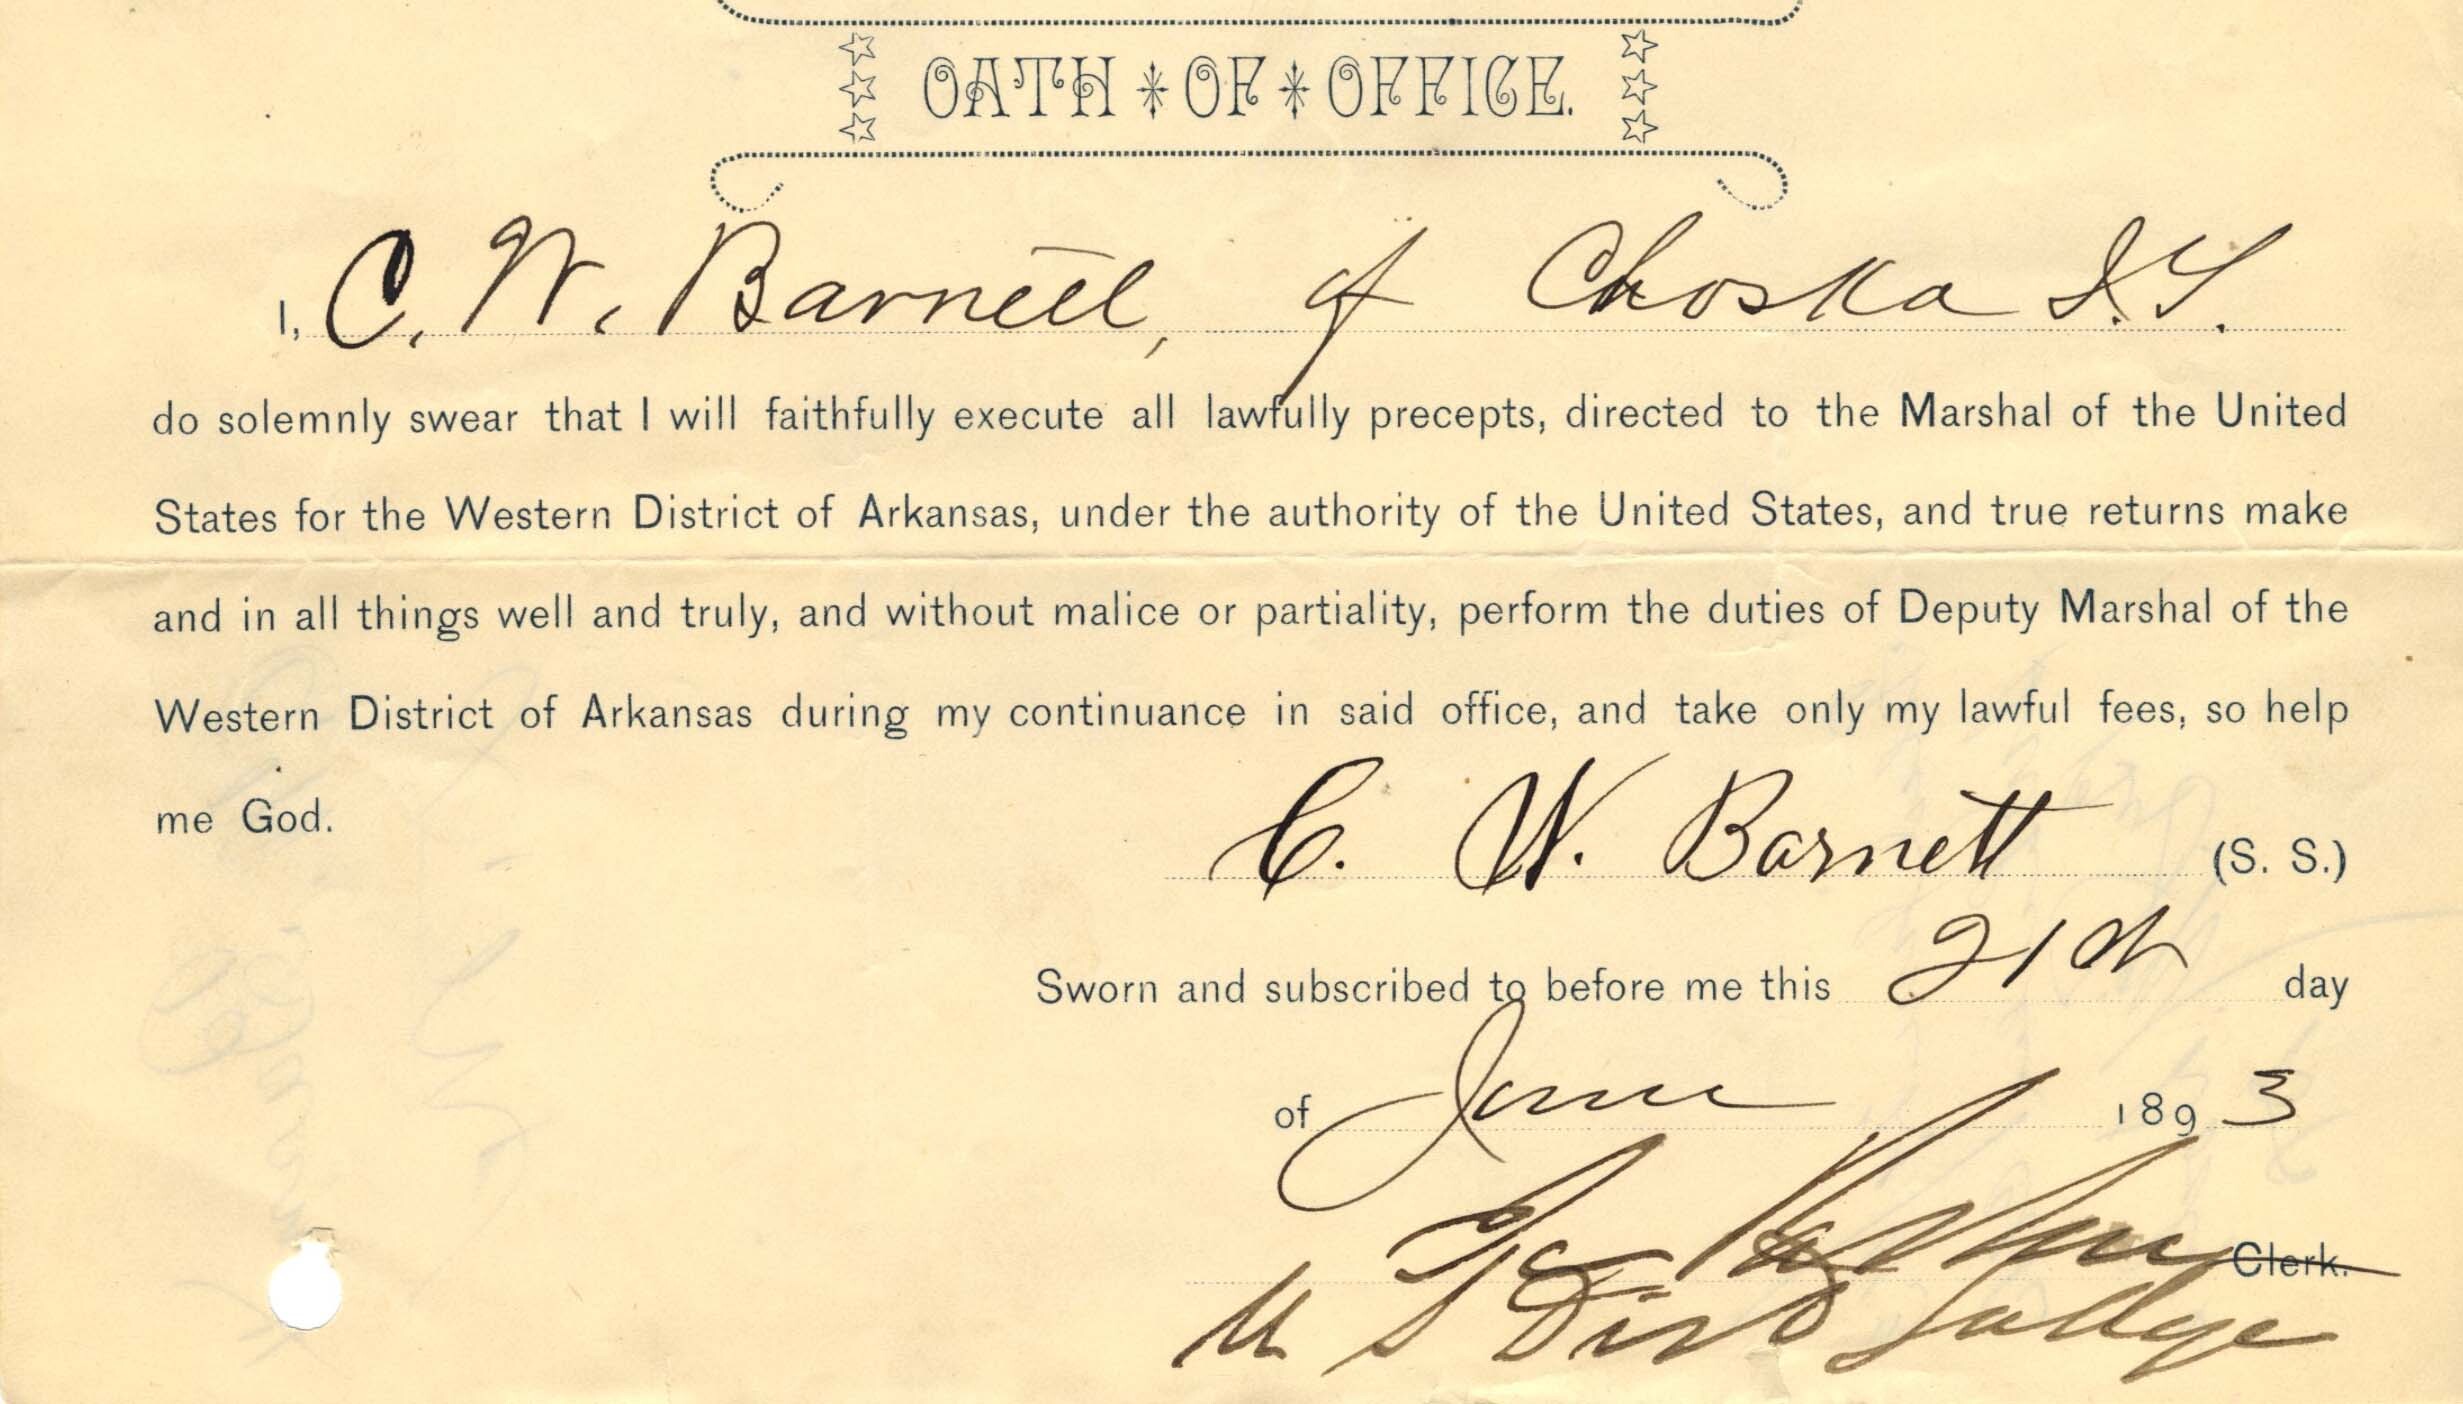 OATH * OF * OFFICE.
I, C. W. Barnett, of Choska I.T.
do solemnly swear that I will faithfully execute all lawfully precepts, directed to the Marshal of the United
States for the Western District of Arkansas, under the authority of the United States, and true returns make
and in all things well and truly, and without malice or partiality, perform the duties of Deputy Marshal of the
Western District of Arkansas during my continuance in said office, and take only my lawful fees, so help
me God.
C. W. Barnett (S. S.)
Sworn and subscribed to before me this 21st day
of June 1893
Clerk.
U S Dist Judge